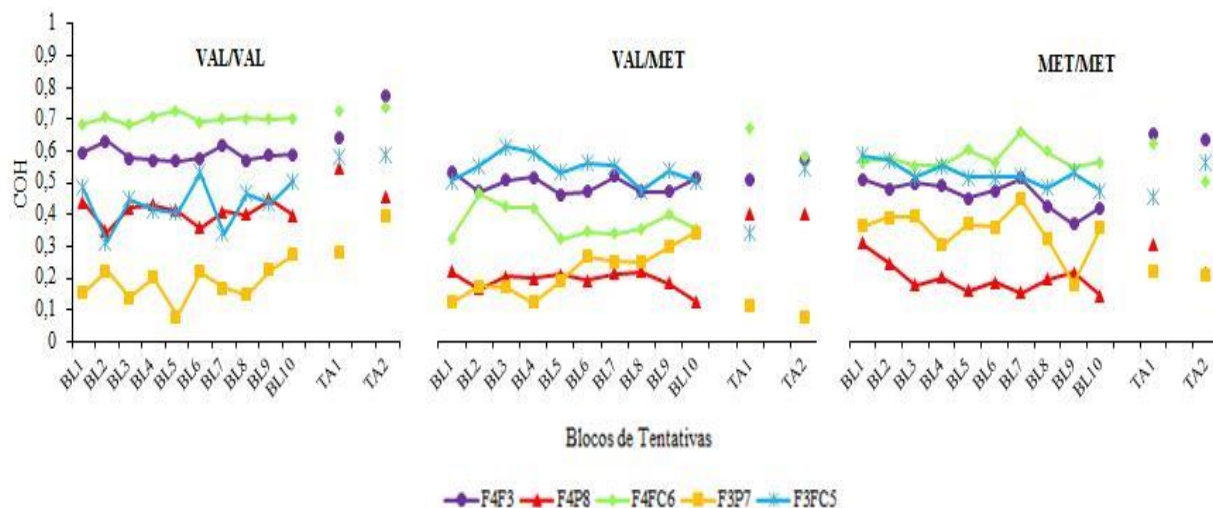 1
0,9
0,8
0,7
0,6
0,5
0,4
0,3
0,2
0,1
0
COH
VAL/VAL
VAL/MET
MET/MET
BL1 BL2 BL3 BL4 BL5 BL6 BL7 BL8 BL9 BL10 TA1 TA2
BL1 BL2 BL3 BL4 BL5 BL6 BL7 BL8 BL9 BL10 TA1 TA2
BL1 BL2 BL3 BL4 BL5 BL6 BL7 BL8 BL9 BL10 TA1 TA2
Blocos de Tentativas
F4F3 F4P8 F4FC6 F3P7 F3FC5